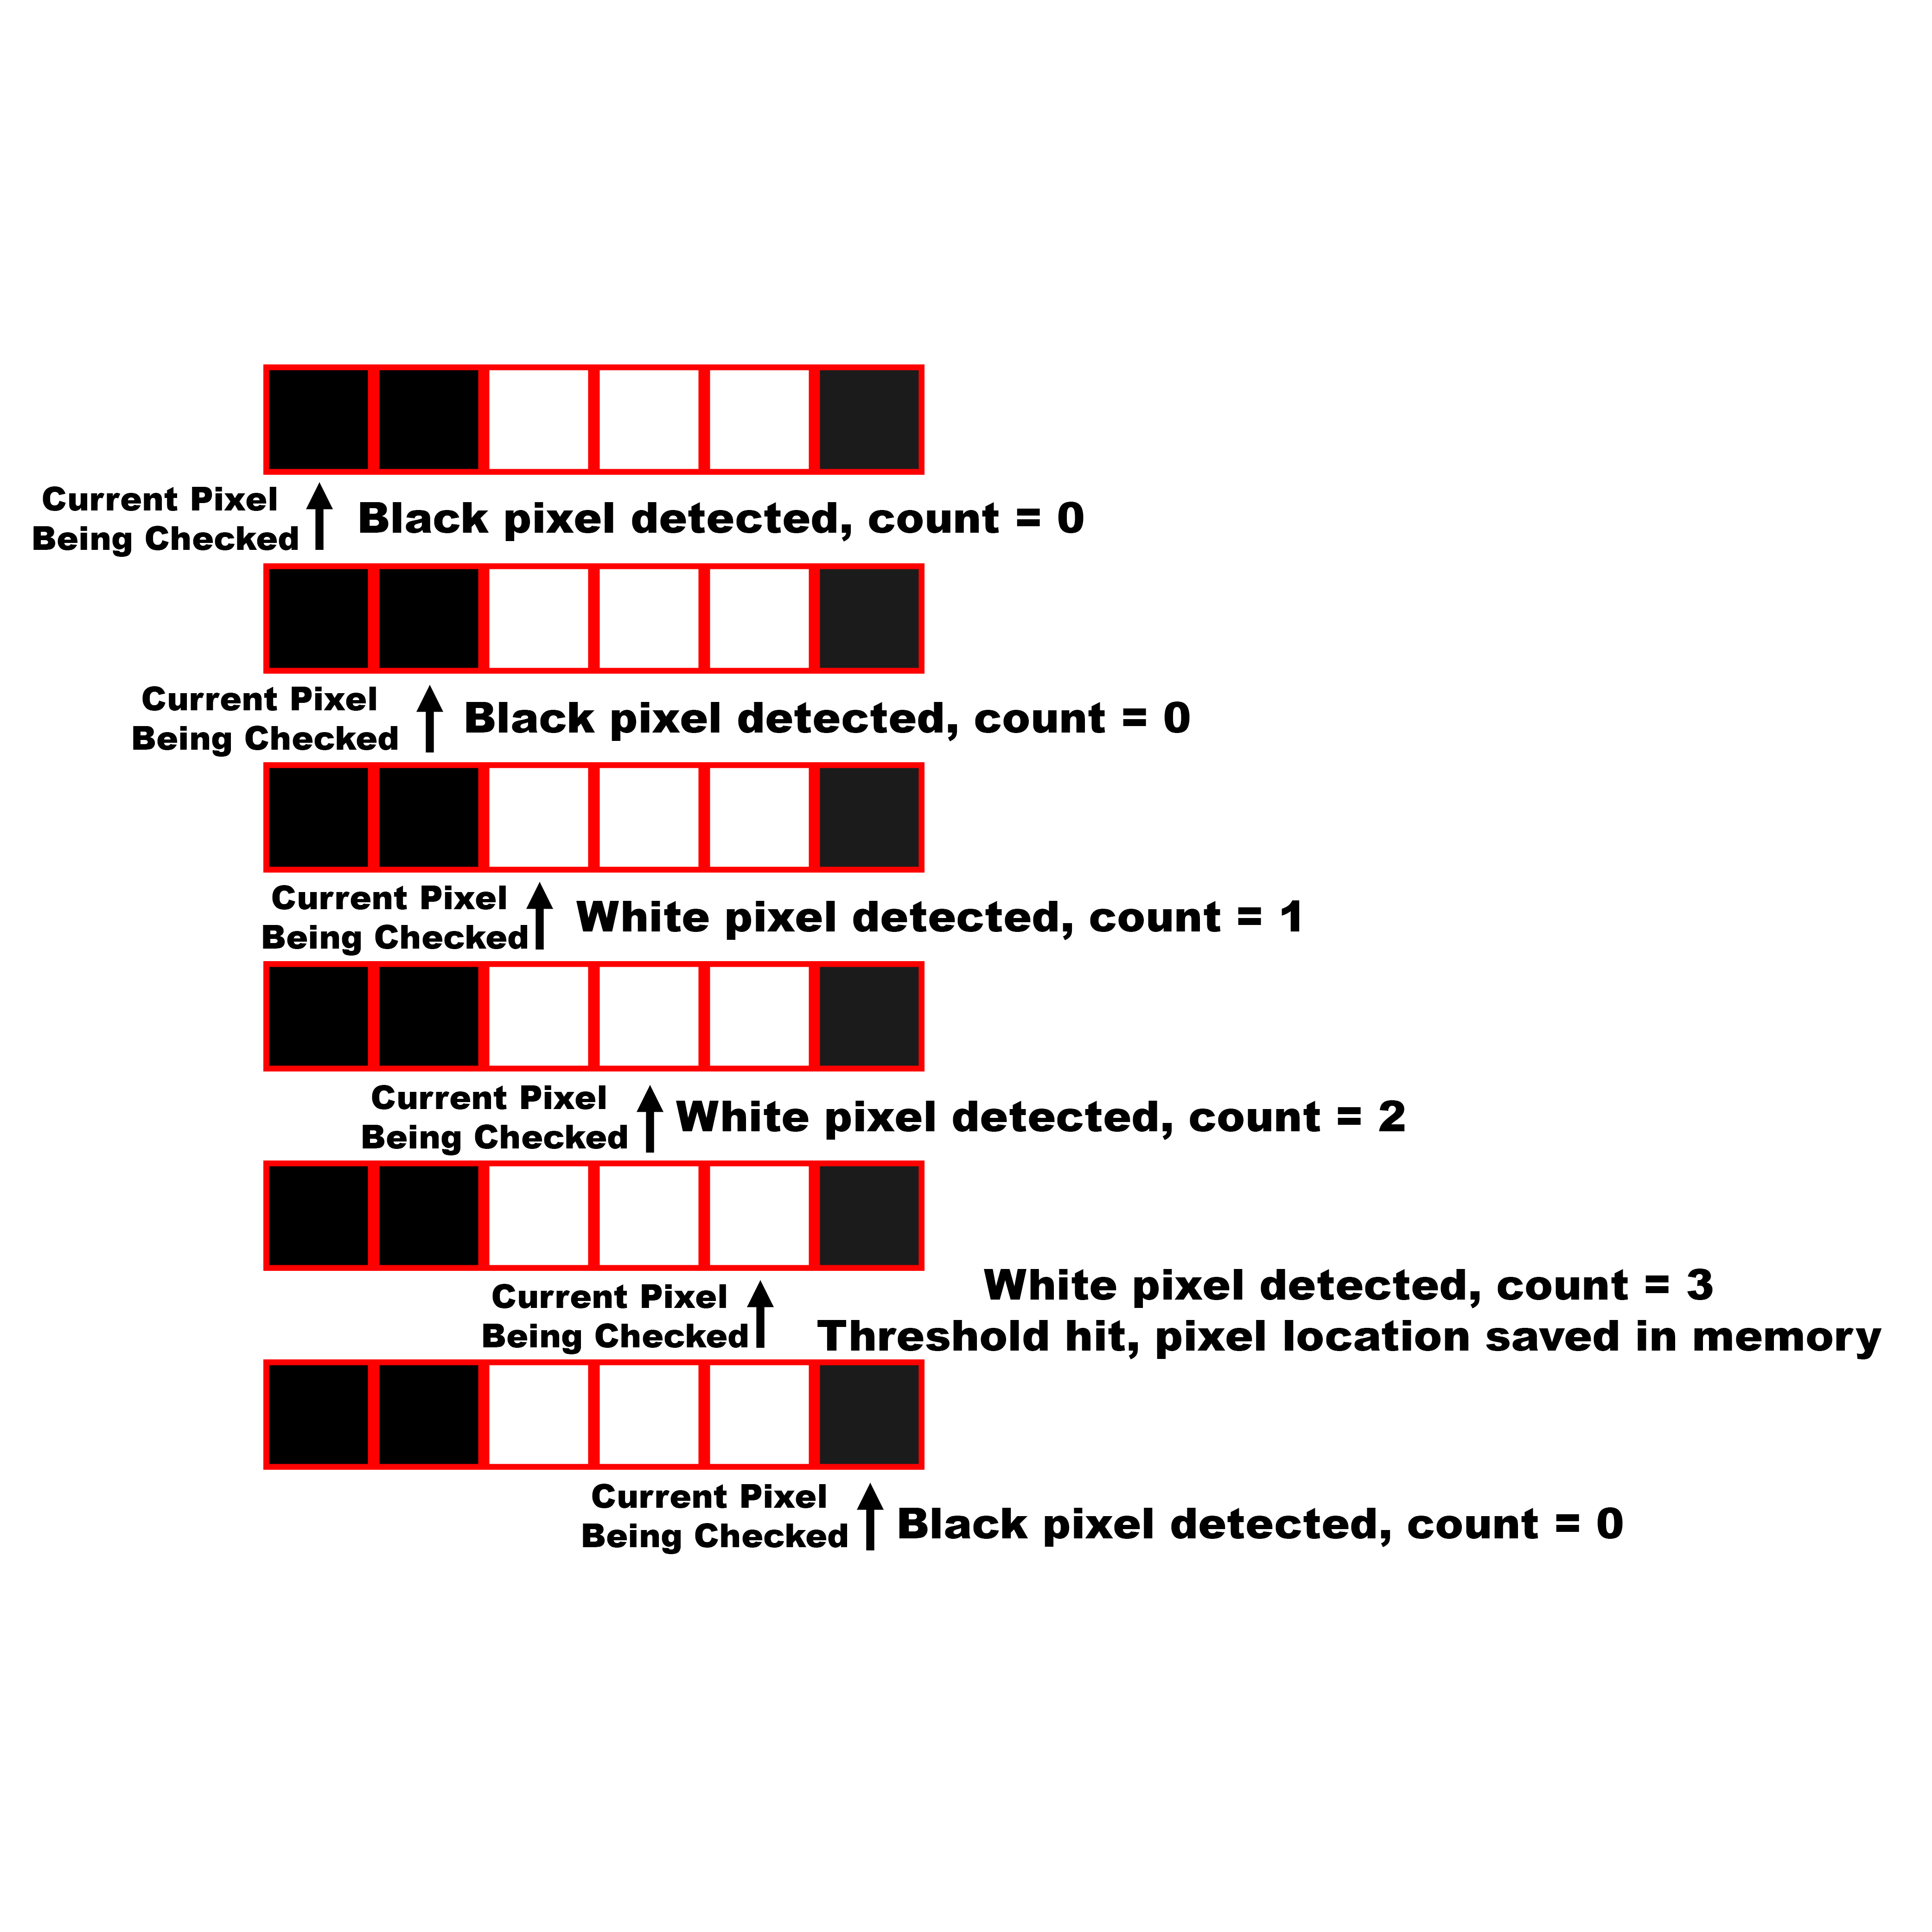 Current Pixel
Being Checked
Black pixel detected, count = 0
Current Pixel
Being Checked
Black pixel detected, count = 0
Current Pixel
Being Checked
White pixel detected, count = 1
Current Pixel
Being Checked
White pixel detected, count = 2
Current Pixel
Being Checked
White pixel detected, count = 3
Threshold hit, pixel location saved in memory
Current Pixel
Being Checked
Black pixel detected, count = 0